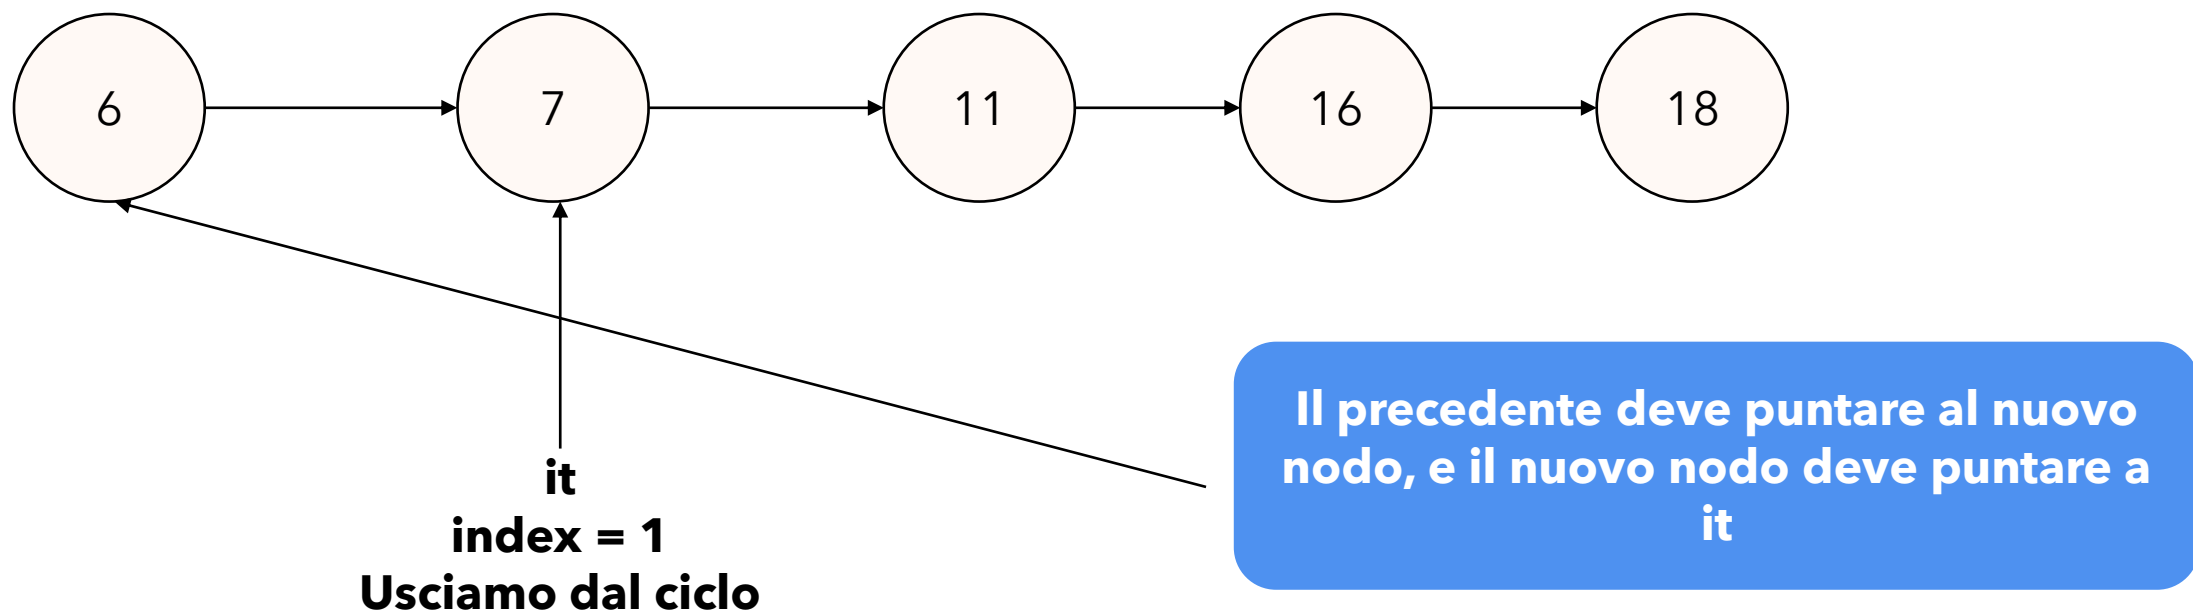 6
7
11
16
18
it
index = 1
Usciamo dal ciclo
Il precedente deve puntare al nuovo
nodo, e il nuovo nodo deve puntare a
it